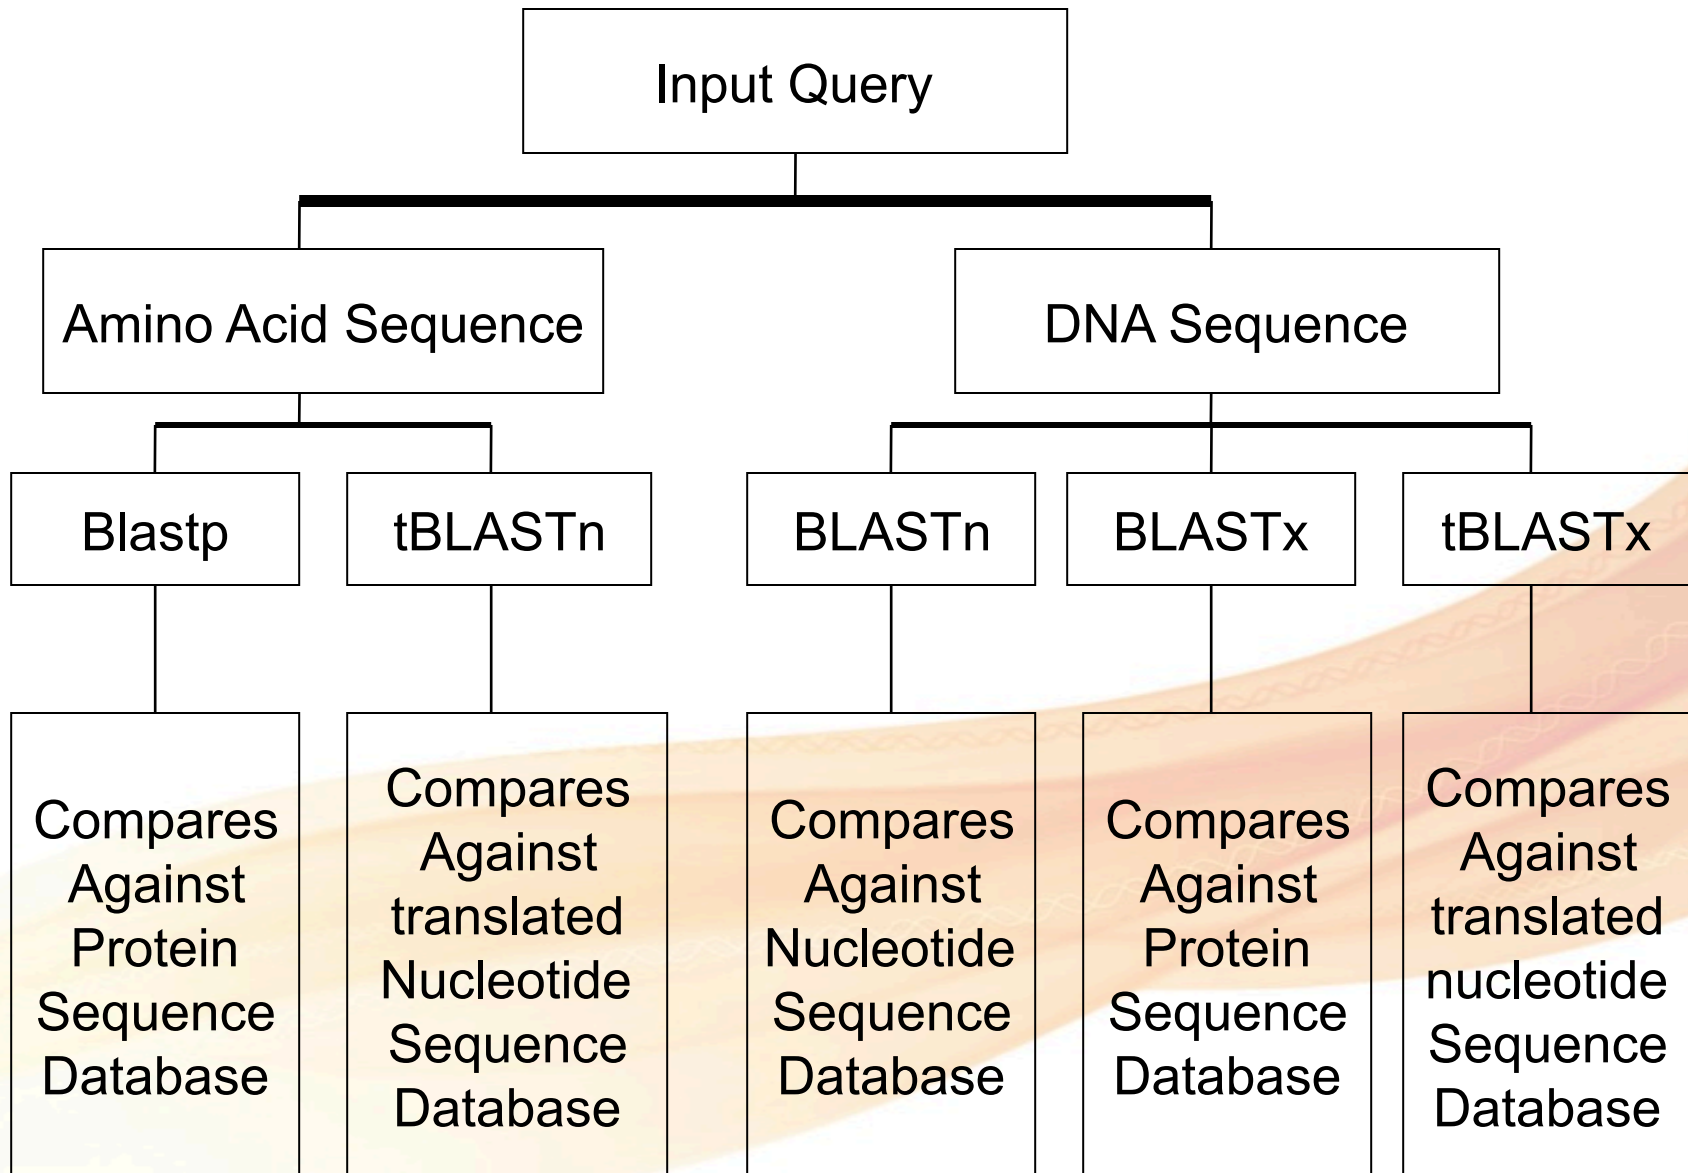 Input Query
Amino Acid Sequence
DNA Sequence
Blastp
tBLASTn
BLASTn
BLASTx
tBLASTx
Compares
Against
Protein
Sequence
Database
Compares
Against
translated
Nucleotide
Sequence
Database
Compares
Against
Nucleotide
Sequence
Database
Compares
Against
Protein
Sequence
Database
Compares
Against
translated
nucleotide
Sequence
Database